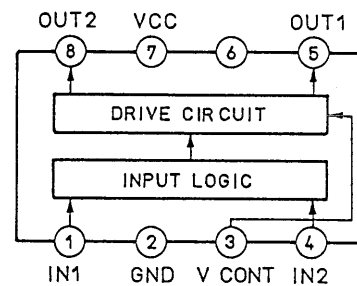 OUT2 VCC OUT1
8 7 6 5
DRIVE CIRCUIT
INPUT LOGIC
1 2 3 4
IN1 GND V CONT IN2